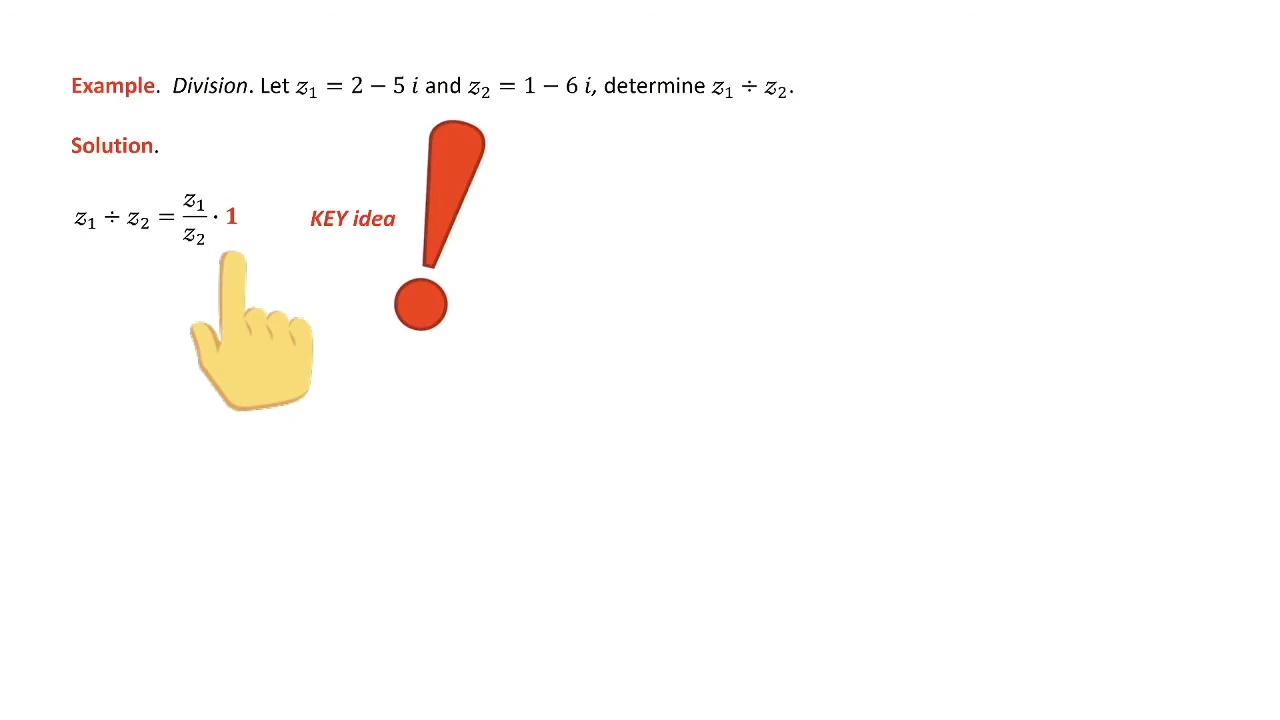 Example. Division. Let z₁ = 2 − 5 i and z₂ = 1 − 6 i, determine z₁ ÷ z₂.
Solution.
z₁ ÷ z₂ = z₁/z₂ · 1 KEY idea